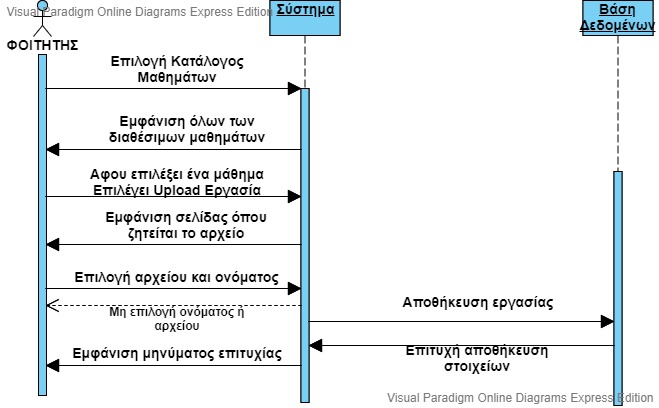 Visual Paradigm Online Diagrams Express Edition
Σύστημα
Βάση
Δεδομένων
ΦΟΙΤΗΤΗΣ
Επιλογή Κατάλογος
Μαθημάτων
Εμφάνιση όλων των
διαθέσιμων μαθημάτων
Αφου επιλέξει ένα μάθημα
Επιλέγει Upload Εργασία
Εμφάνιση σελίδας όπου
ζητείται το αρχείο
Επιλογή αρχείου και ονόματος
Μη επιλογή ονόματος ή
αρχείου
Αποθήκευση εργασίας
Επιτυχή αποθήκευση
στοιχείων
Εμφάνιση μηνύματος επιτυχίας
Visual Paradigm Online Diagrams Express Edition